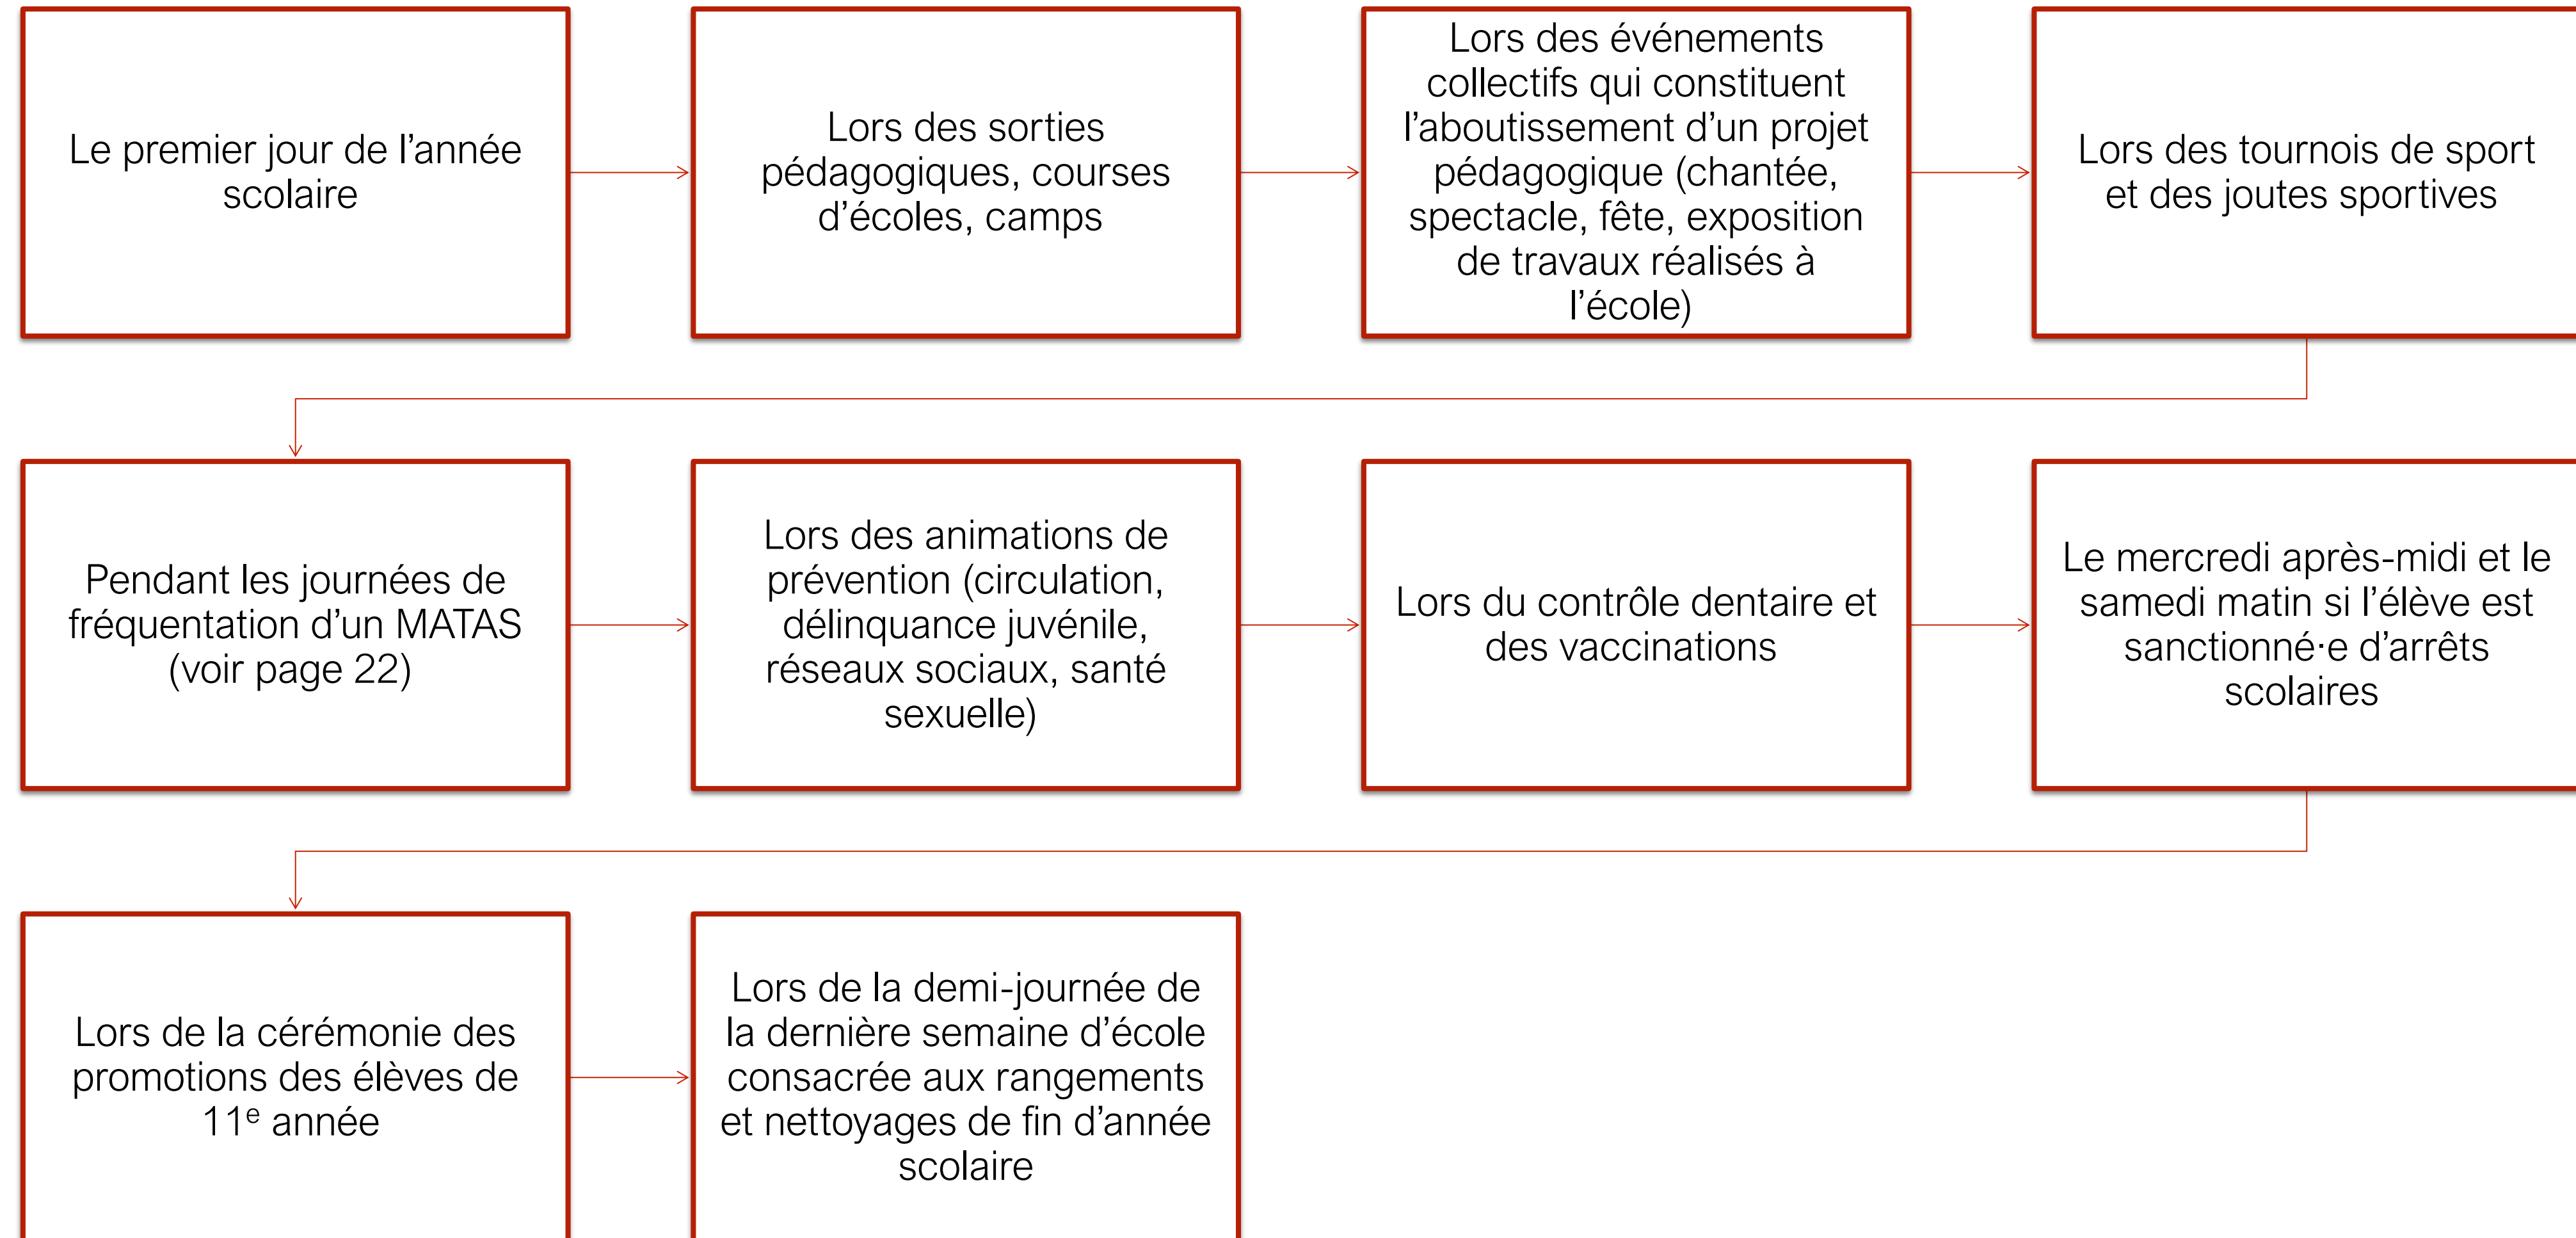 Le premier jour de l’année
scolaire
Lors des sorties
pédagogiques, courses
d’écoles, camps
Lors des événements
collectifs qui constituent
l’aboutissement d’un projet
pédagogique (chantée,
spectacle, fête, exposition
de travaux réalisés à
l’école)
Lors des tournois de sport
et des joutes sportives
Pendant les journées de
fréquentation d’un MATAS
(voir page 22)
Lors des animations de
prévention (circulation,
délinquance juvénile,
réseaux sociaux, santé
sexuelle)
Lors du contrôle dentaire et
des vaccinations
Le mercredi après-midi et le
samedi matin si l’élève est
sanctionné·e d’arrêts
scolaires
Lors de la cérémonie des
promotions des élèves de
11ᵉ année
Lors de la demi-journée de
la dernière semaine d’école
consacrée aux rangements
et nettoyages de fin d’année
scolaire